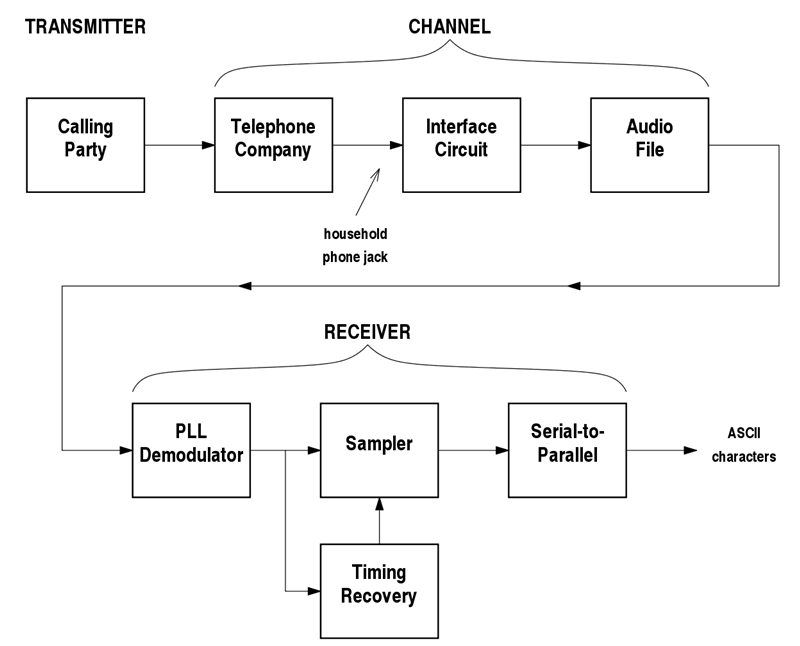 TRANSMITTER
CHANNEL
Calling
Party
Telephone
Company
Interface
Circuit
Audio
File
household
phone jack
RECEIVER
PLL
Demodulator
Sampler
Serial-to-
Parallel
ASCII
characters
Timing
Recovery